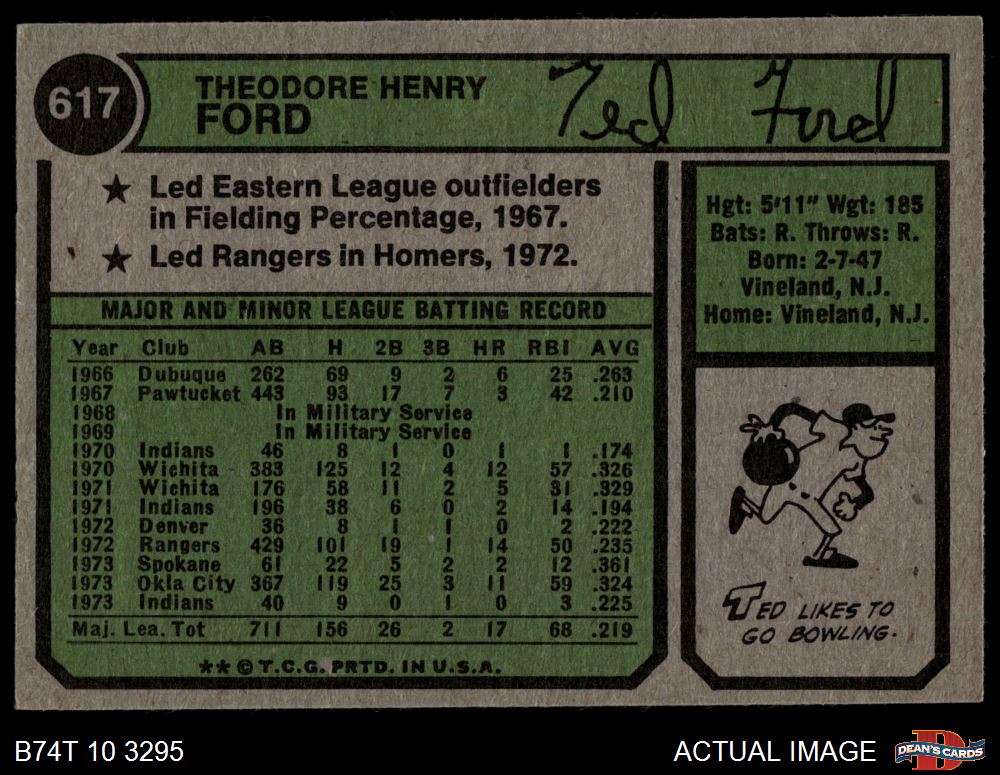 617
THEODORE HENRY
FORD
Ted Ford
★ Led Eastern League outfielders
in Fielding Percentage, 1967.
★ Led Rangers in Homers, 1972.
Hgt: 5'11" Wgt: 185
Bats: R. Throws: R.
Born: 2-7-47
Vineland, N.J.
Home: Vineland, N.J.
MAJOR AND MINOR LEAGUE BATTING RECORD
Year Club AB H 2B 3B HR RBI AVG
1966 Dubuque 262 69 9 2 6 25 .263
1967 Pawtucket 443 93 17 7 3 42 .210
1968 In Military Service
1969 In Military Service
1970 Indians 46 8 1 0 1 1 .174
1970 Wichita 383 125 12 4 12 57 .326
1971 Wichita 176 58 11 2 5 31 .329
1971 Indians 196 38 6 0 2 14 .194
1972 Denver 36 8 1 1 0 2 .222
1972 Rangers 429 101 19 1 14 50 .235
1973 Spokane 61 22 5 2 2 12 .361
1973 Okla City 367 119 25 3 11 59 .324
1973 Indians 40 9 0 1 0 3 .225
Maj. Lea. Tot 711 156 26 2 17 68 .219
** © T.C.G. PRTD. IN U.S.A.
TED LIKES TO
GO BOWLING.
B74T 10 3295
ACTUAL IMAGE
DEAN'S CARDS